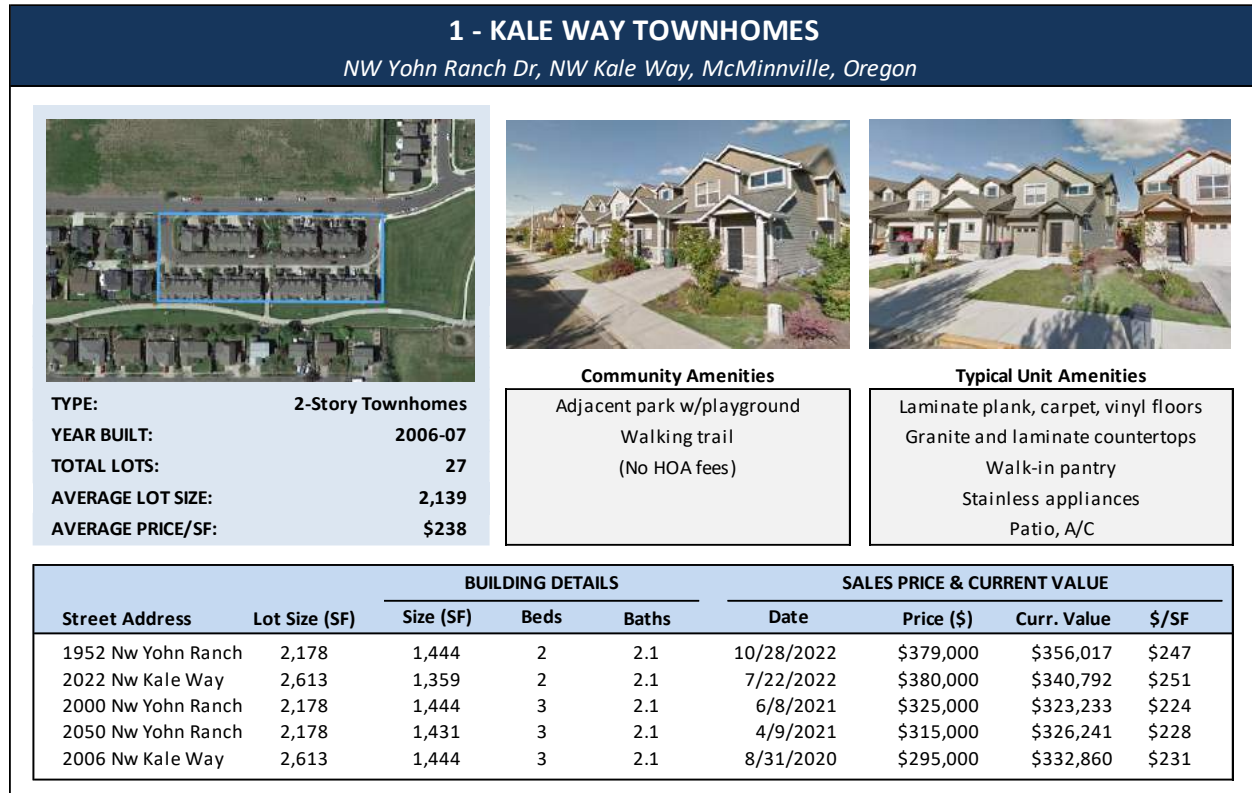 1 - KALE WAY TOWNHOMES
NW Yohn Ranch Dr, NW Kale Way, McMinnville, Oregon
TYPE: 2-Story Townhomes
YEAR BUILT: 2006-07
TOTAL LOTS: 27
AVERAGE LOT SIZE: 2,139
AVERAGE PRICE/SF: $238
Community Amenities
Adjacent park w/playground
Walking trail
(No HOA fees)
Typical Unit Amenities
Laminate plank, carpet, vinyl floors
Granite and laminate countertops
Walk-in pantry
Stainless appliances
Patio, A/C
BUILDING DETAILS SALES PRICE & CURRENT VALUE
Street Address Lot Size (SF) Size (SF) Beds Baths Date Price ($) Curr. Value $/SF
1952 Nw Yohn Ranch 2,178 1,444 2 2.1 10/28/2022 $379,000 $356,017 $247
2022 Nw Kale Way 2,613 1,359 2 2.1 7/22/2022 $380,000 $340,792 $251
2000 Nw Yohn Ranch 2,178 1,444 3 2.1 6/8/2021 $325,000 $323,233 $224
2050 Nw Yohn Ranch 2,178 1,431 3 2.1 4/9/2021 $315,000 $326,241 $228
2006 Nw Kale Way 2,613 1,444 3 2.1 8/31/2020 $295,000 $332,860 $231